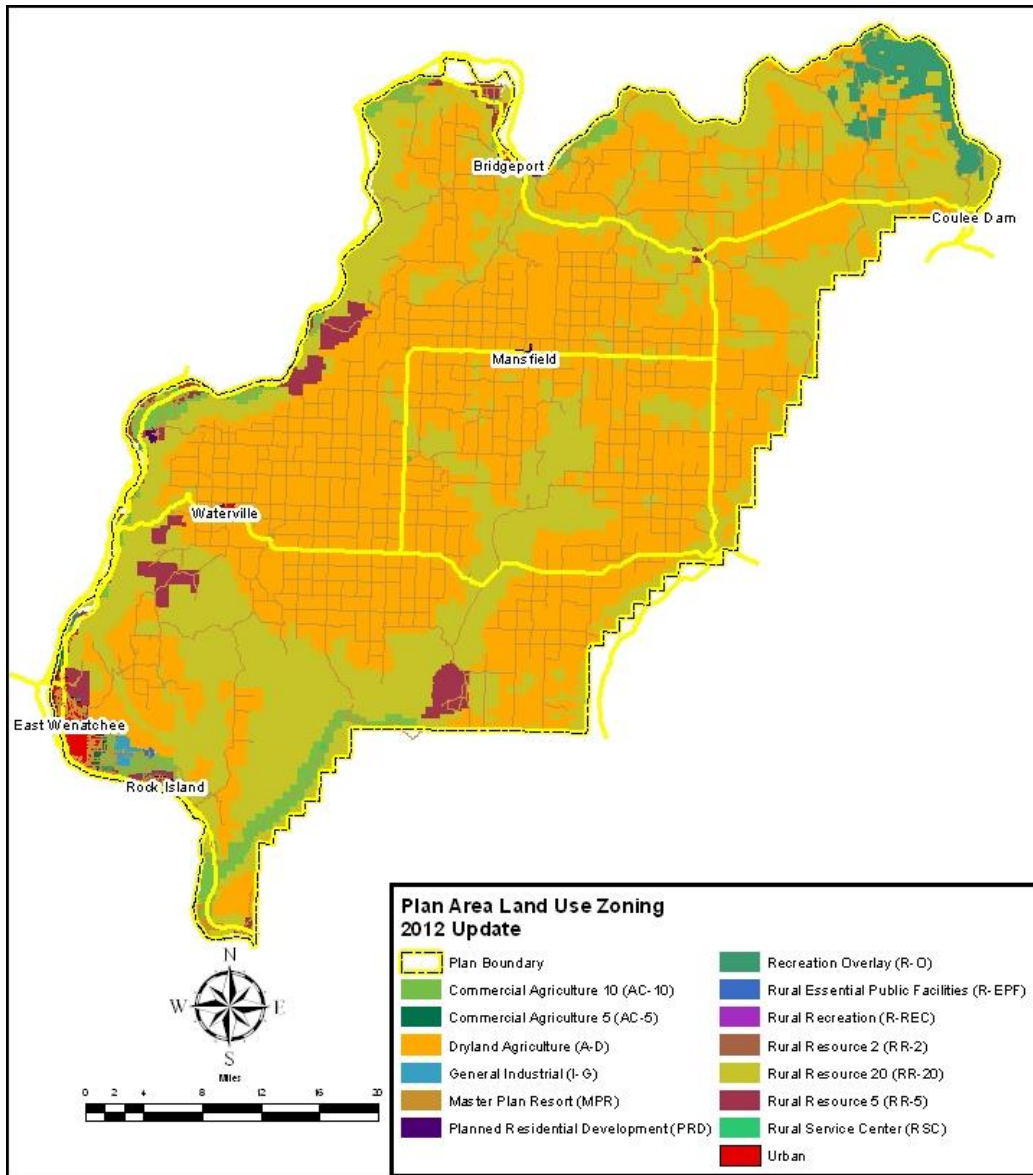 Bridgeport
Coulee Dam
Mansfield
Waterville
East Wenatchee
Rock Island
N
W E
S
Miles
0 4 8 12 16 20
Plan Area Land Use Zoning
2012 Update
Plan Boundary
Commercial Agriculture 10 (AC-10)
Commercial Agriculture 5 (AC-5)
Dryland Agriculture (A-D)
General Industrial (I-G)
Master Plan Resort (MPR)
Planned Residential Development (PRD)
Recreation Overlay (R-O)
Rural Essential Public Facilities (R-EPF)
Rural Recreation (R-REC)
Rural Resource 2 (RR-2)
Rural Resource 20 (RR-20)
Rural Resource 5 (RR-5)
Rural Service Center (RSC)
Urban